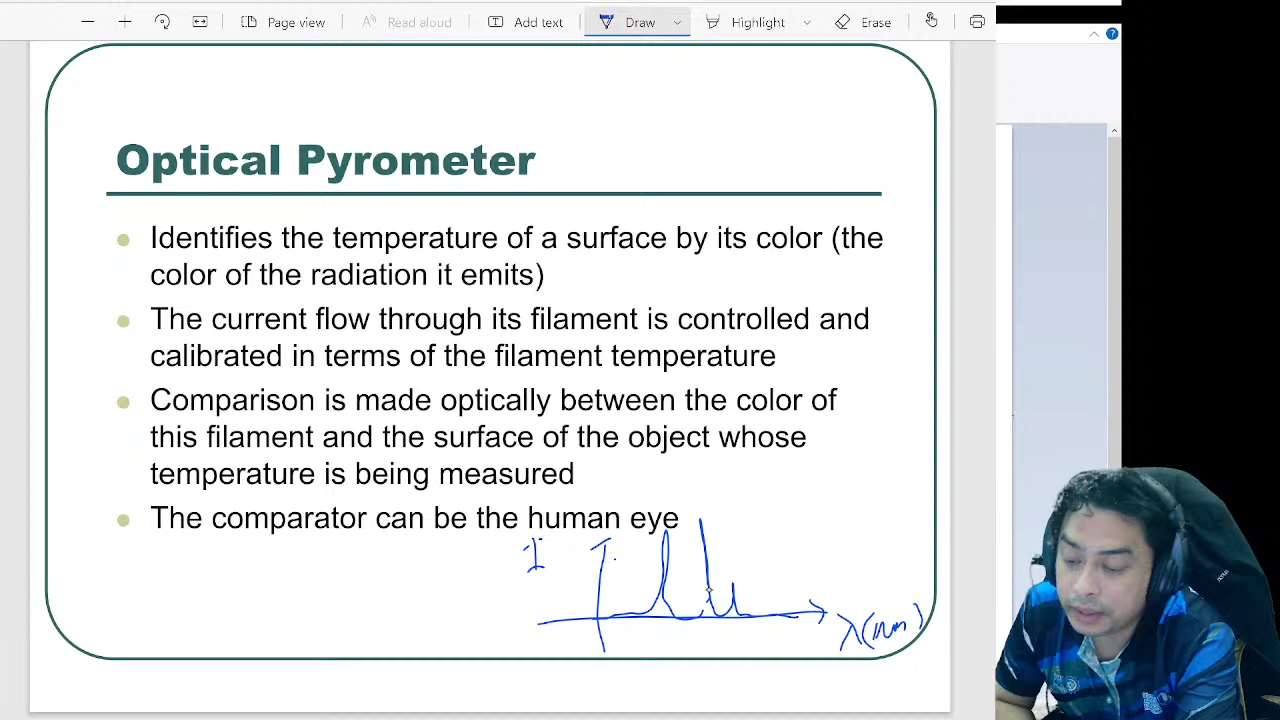 Page view
Read aloud
Add text
Draw
Highlight
Erase
Optical Pyrometer
Identifies the temperature of a surface by its color (the
color of the radiation it emits)
The current flow through its filament is controlled and
calibrated in terms of the filament temperature
Comparison is made optically between the color of
this filament and the surface of the object whose
temperature is being measured
The comparator can be the human eye
I
λ(nm)